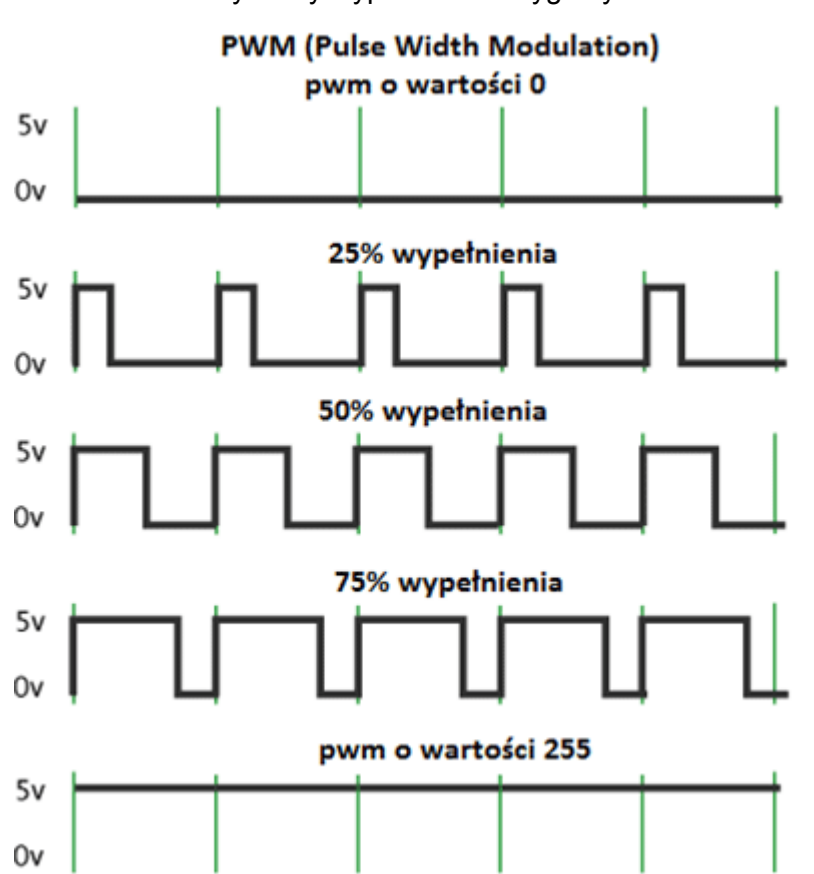 PWM (Pulse Width Modulation)
pwm o wartości 0
5v
0v
25% wypełnienia
5v
0v
50% wypełnienia
5v
0v
75% wypełnienia
5v
0v
pwm o wartości 255
5v
0v